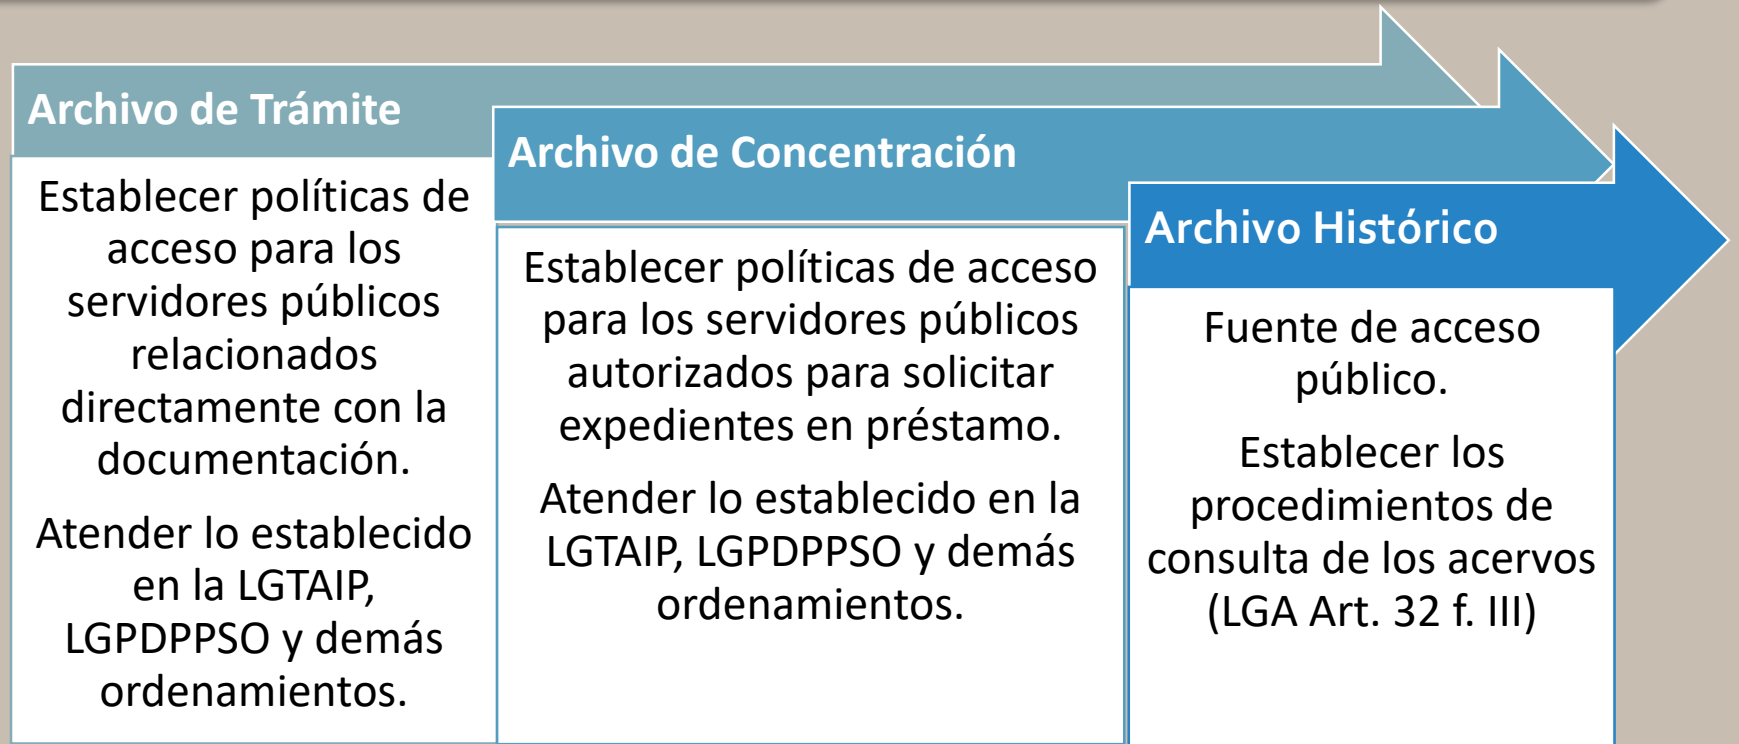 Archivo de Trámite
Establecer políticas de
acceso para los
servidores públicos
relacionados
directamente con la
documentación.
Atender lo establecido
en la LGTAIP,
LGPDPPSO y demás
ordenamientos.
Archivo de Concentración
Establecer políticas de acceso
para los servidores públicos
autorizados para solicitar
expedientes en préstamo.
Atender lo establecido en la
LGTAIP, LGPDPPSO y demás
ordenamientos.
Archivo Histórico
Fuente de acceso
público.
Establecer los
procedimientos de
consulta de los acervos
(LGA Art. 32 f. III)